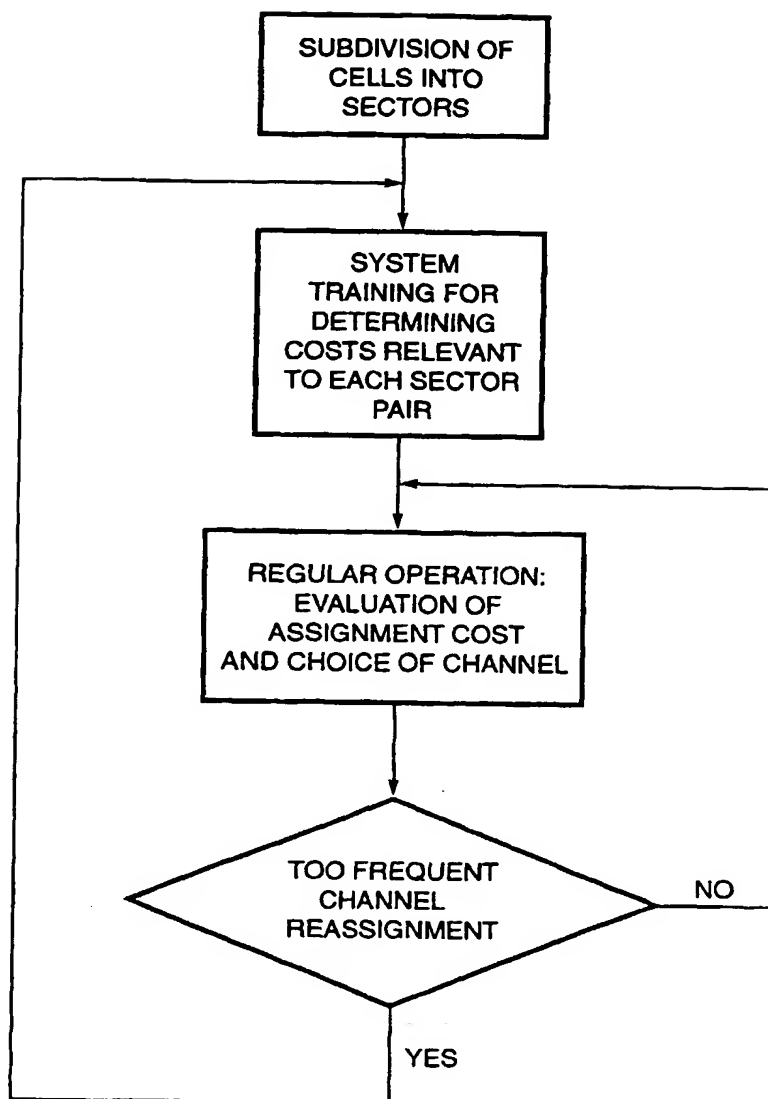 SUBDIVISION OF
CELLS INTO
SECTORS
SYSTEM
TRAINING FOR
DETERMINING
COSTS RELEVANT
TO EACH SECTOR
PAIR
REGULAR OPERATION:
EVALUATION OF
ASSIGNMENT COST
AND CHOICE OF CHANNEL
TOO FREQUENT
CHANNEL
REASSIGNMENT
NO
YES